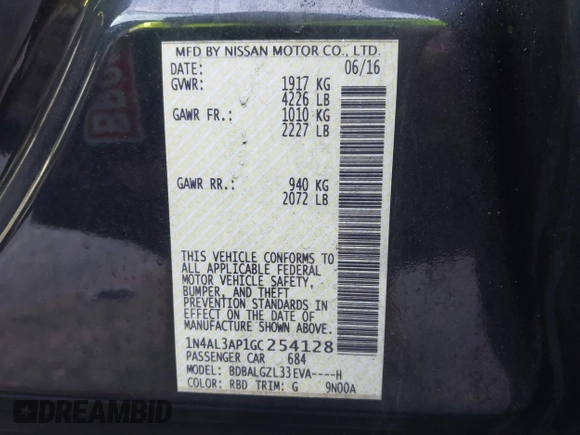 MFD BY NISSAN MOTOR CO., LTD.
DATE: 06/16
GVWR: 1917 KG
4226 LB
GAWR FR.: 1010 KG
2227 LB
GAWR RR.: 940 KG
2072 LB
THIS VEHICLE CONFORMS TO
ALL APPLICABLE FEDERAL
MOTOR VEHICLE SAFETY,
BUMPER, AND THEFT
PREVENTION STANDARDS IN
EFFECT ON THE DATE OF
MANUFACTURE SHOWN ABOVE.
1N4AL3AP1GC254128
PASSENGER CAR 684
MODEL: BDBALGZL33EVA----H
COLOR: RBD TRIM: G 9N00A
DREAMBID